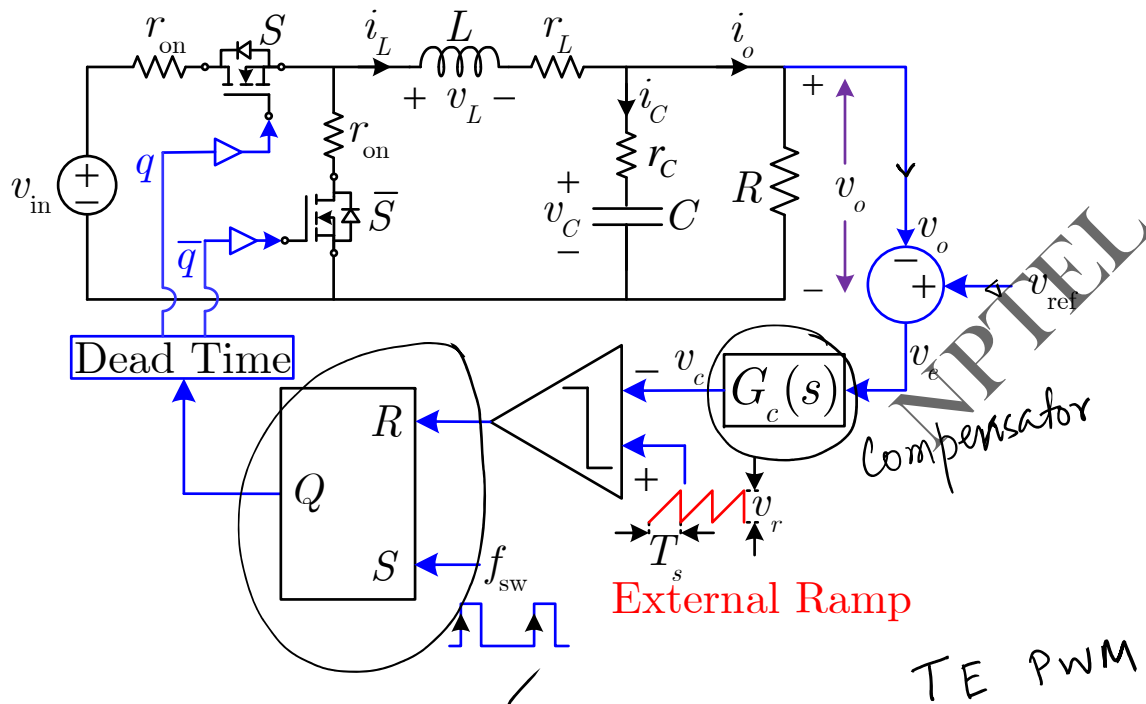 r_on
S
i_L
L
r_L
i_o
+ v_L −
i_C
+
r_on
q
r_C
v_in
+
−
S̅
+
v_C
−
C
R
v_o
q̅
v_o
−
−
+
v_ref
Dead Time
v_c
−
G_c(s)
v_e
NPTEL
R
Compensator
Q
+
v_r
T_s
S
f_sw
External Ramp
TE PWM